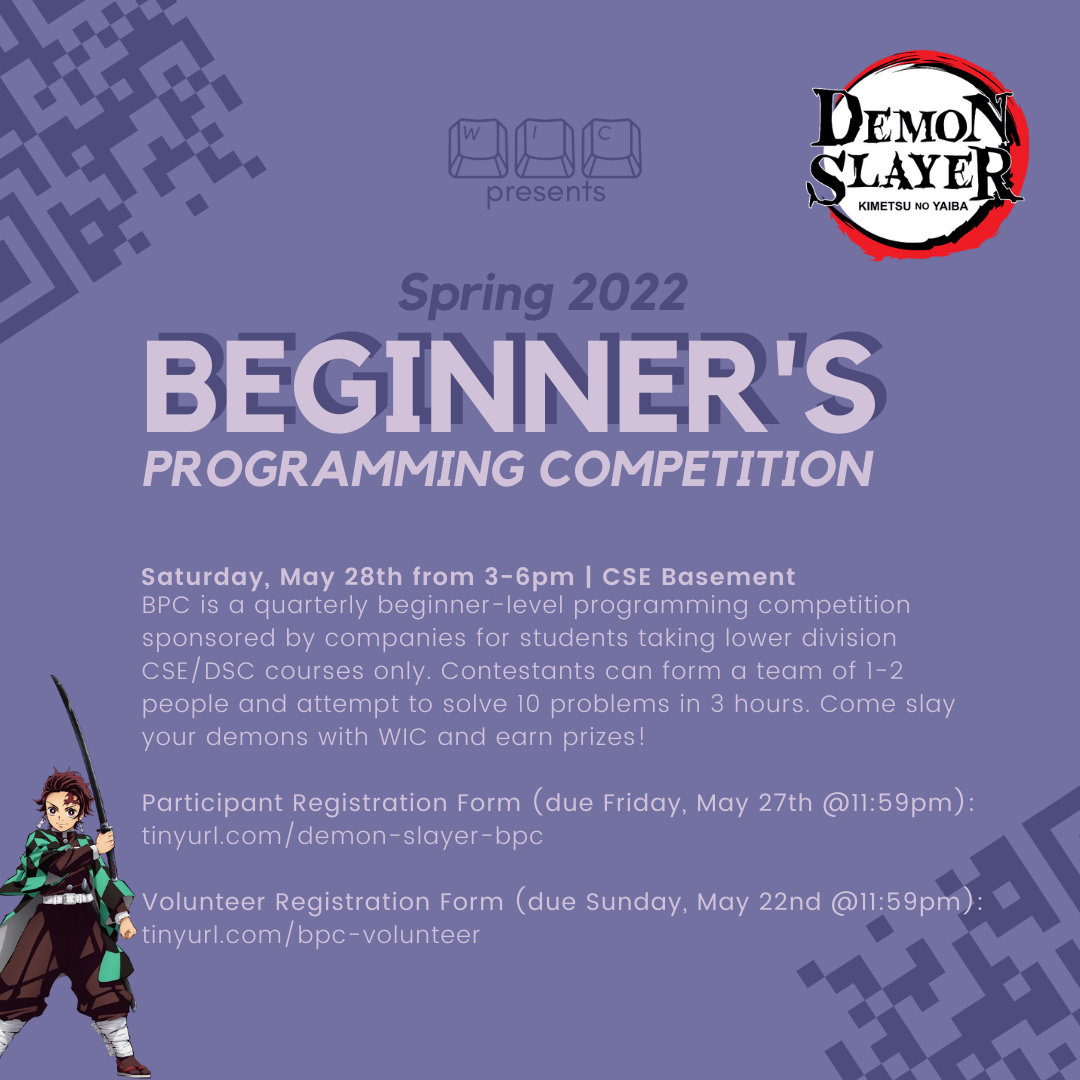 W I C
presents
DEMON
SLAYER
KIMETSU NO YAIBA
Spring 2022
BEGINNER'S
PROGRAMMING COMPETITION
Saturday, May 28th from 3-6pm | CSE Basement
BPC is a quarterly beginner-level programming competition
sponsored by companies for students taking lower division
CSE/DSC courses only. Contestants can form a team of 1-2
people and attempt to solve 10 problems in 3 hours. Come slay
your demons with WIC and earn prizes!
Participant Registration Form (due Friday, May 27th @11:59pm):
tinyurl.com/demon-slayer-bpc
Volunteer Registration Form (due Sunday, May 22nd @11:59pm):
tinyurl.com/bpc-volunteer